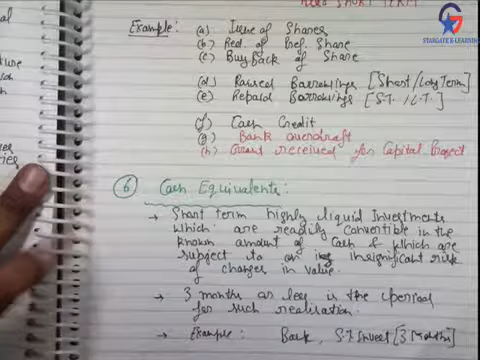 STARGATE E-LEARNING
Example: (a) Issue of Shares
(b) Red. of Pref. Share
(c) Buy Back of Share
(d) Raised Borrowings [Short/Long Term]
(e) Repaid Borrowings [S.T. / L.T.]
(f) Cash Credit
(g) Bank overdraft
(h) Grant received for Capital Project
(6) Cash Equivalents:
→ Short term highly liquid Investments
which are readily convertible in the
known amount of Cash & which are
subject to an insignificant risk
of changes in value.
→ 3 months or less is the period
for such realisation.
→ Example: Bank, S.T Invest [3 Months]